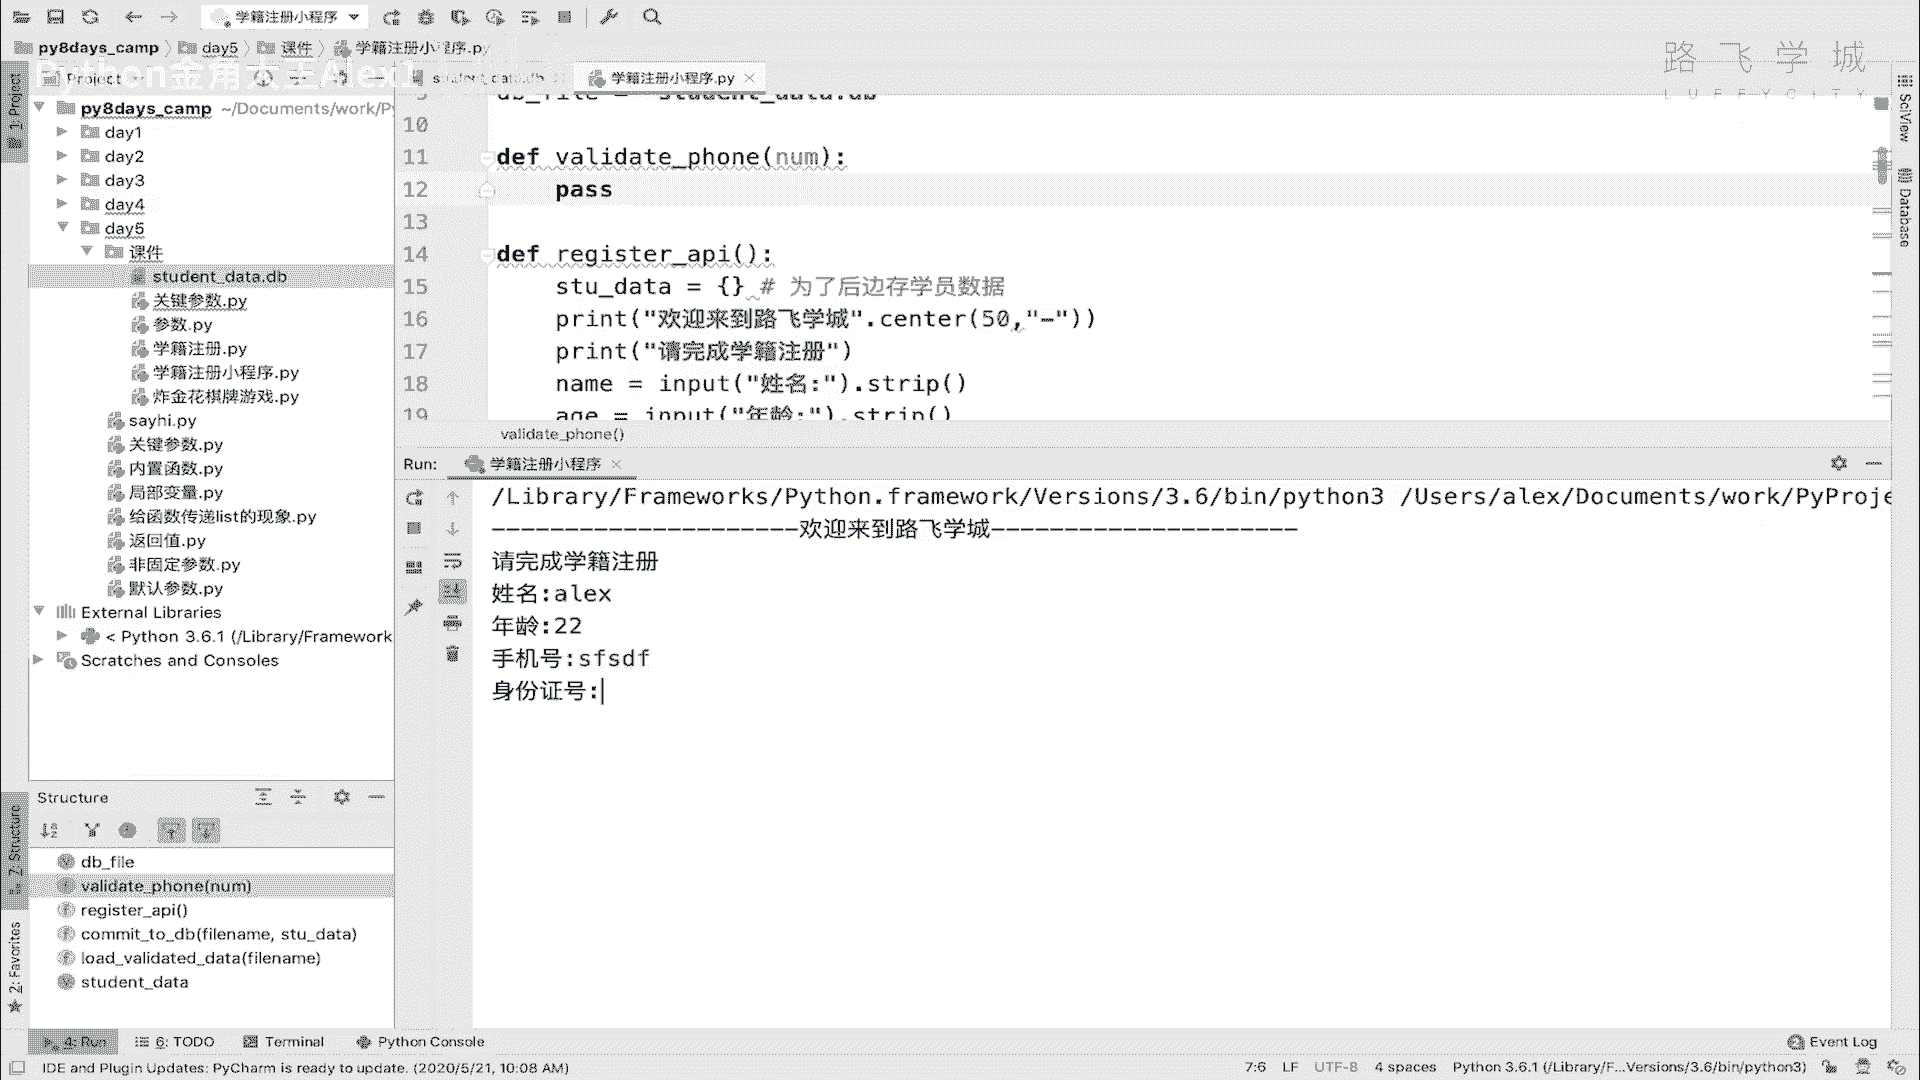 学籍注册小程序
py8days_camp
day5
课件
学籍注册小程序.py
Python金角大王Alex1
路飞学城
LUFFYCITY
1: Project
Project
student_data.db
学籍注册小程序.py
SciView
Database
py8days_camp ~/Documents/work/Py
day1
day2
day3
day4
day5
课件
student_data.db
关键参数.py
参数.py
学籍注册.py
学籍注册小程序.py
炸金花棋牌游戏.py
sayhi.py
关键参数.py
内置函数.py
局部变量.py
给函数传递list的现象.py
返回值.py
非固定参数.py
默认参数.py
External Libraries
< Python 3.6.1 (/Library/Framework
Scratches and Consoles
db_file = "student_data.db"
10
11 def validate_phone(num):
12 pass
13
14 def register_api():
15 stu_data = {} # 为了后边存学员数据
16 print("欢迎来到路飞学城".center(50,"-"))
17 print("请完成学籍注册")
18 name = input("姓名:").strip()
19 age = input("年龄:").strip()
validate_phone()
Run: 学籍注册小程序
/Library/Frameworks/Python.framework/Versions/3.6/bin/python3 /Users/alex/Documents/work/PyProje
---------------------欢迎来到路飞学城---------------------
请完成学籍注册
姓名:alex
年龄:22
手机号:sfsdf
身份证号:
7: Structure
Structure
db_file
validate_phone(num)
register_api()
commit_to_db(filename, stu_data)
load_validated_data(filename)
student_data
2: Favorites
4: Run
6: TODO
Terminal
Python Console
Event Log
IDE and Plugin Updates: PyCharm is ready to update. (2020/5/21, 10:08 AM)
7:6 LF UTF-8 4 spaces Python 3.6.1 (/Library/F...Versions/3.6/bin/python3)